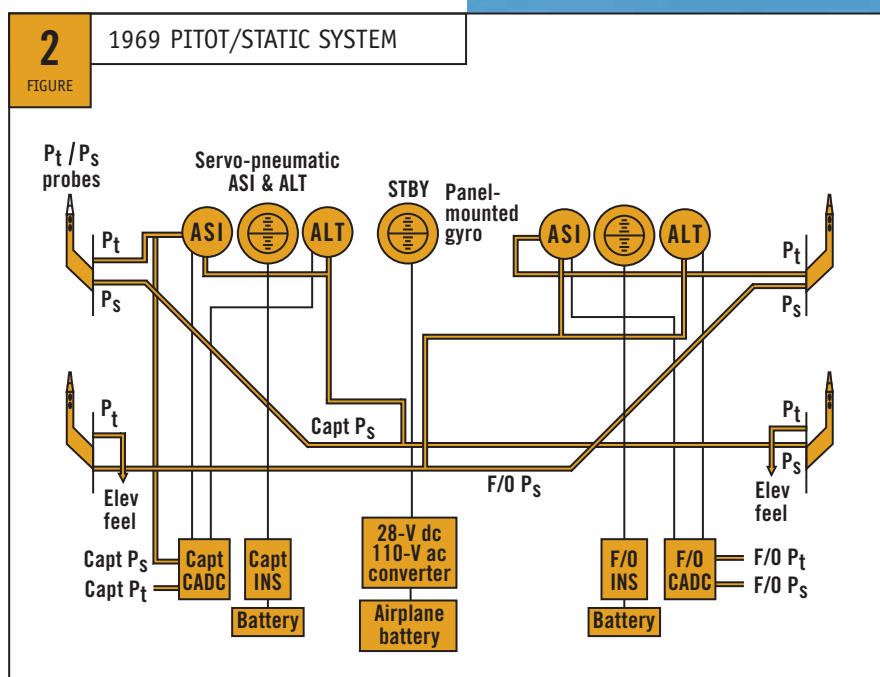 2
FIGURE
1969 PITOT/STATIC SYSTEM
Pt / Ps
probes
Servo-pneumatic
ASI & ALT
STBY
Panel-
mounted
gyro
Pt
ASI
ALT
ASI
ALT
Pt
Ps
Ps
Pt
Capt Ps
Pt
Ps
F/O Ps
Elev
feel
Elev
feel
Capt Ps
Capt Pt
Capt
CADC
Capt
INS
Battery
28-V dc
110-V ac
converter
Airplane
battery
F/O
INS
Battery
F/O
CADC
F/O Pt
F/O Ps